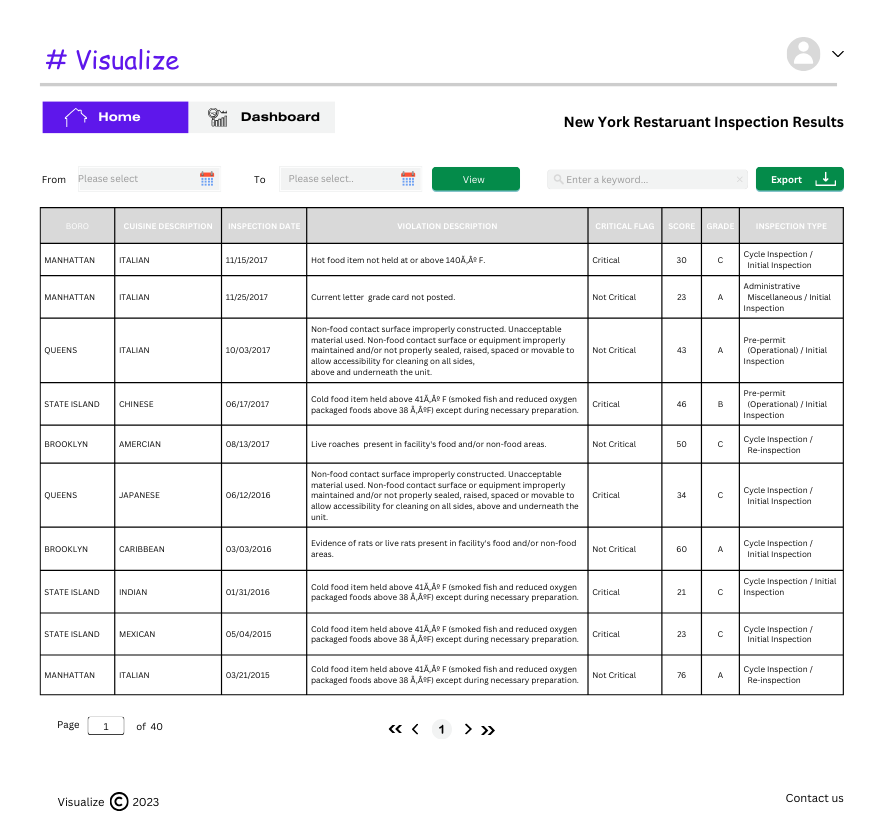 # Visualize
Home
Dashboard
New York Restaruant Inspection Results
From
Please select
To
Please select..
View
Enter a keyword...
Export
BORO
CUISINE DESCRIPTION
INSPECTION DATE
VIOLATION DESCRIPTION
CRITICAL FLAG
SCORE
GRADE
INSPECTION TYPE
MANHATTAN
ITALIAN
11/15/2017
Hot food item not held at or above 140Ã‚Âº F.
Critical
30
C
Cycle Inspection /
Initial Inspection
MANHATTAN
ITALIAN
11/25/2017
Current letter grade card not posted.
Not Critical
23
A
Administrative
Miscellaneous / Initial
Inspection
QUEENS
ITALIAN
10/03/2017
Non-food contact surface improperly constructed. Unacceptable
material used. Non-food contact surface or equipment improperly
maintained and/or not properly sealed, raised, spaced or movable to
allow accessibility for cleaning on all sides,
above and underneath the unit.
Not Critical
43
A
Pre-permit
(Operational) / Initial
Inspection
STATE ISLAND
CHINESE
06/17/2017
Cold food item held above 41Ã‚Âº F (smoked fish and reduced oxygen
packaged foods above 38 Ã‚ÂºF) except during necessary preparation.
Critical
46
B
Pre-permit
(Operational) / Initial
Inspection
BROOKLYN
AMERCIAN
08/13/2017
Live roaches present in facility's food and/or non-food areas.
Not Critical
50
C
Cycle Inspection /
Re-inspection
QUEENS
JAPANESE
06/12/2016
Non-food contact surface improperly constructed. Unacceptable
material used. Non-food contact surface or equipment improperly
maintained and/or not properly sealed, raised, spaced or movable to
allow accessibility for cleaning on all sides, above and underneath the
unit.
Critical
34
C
Cycle Inspection /
Initial Inspection
BROOKLYN
CARIBBEAN
03/03/2016
Evidence of rats or live rats present in facility's food and/or non-food
areas.
Not Critical
60
A
Cycle Inspection /
Initial Inspection
STATE ISLAND
INDIAN
01/31/2016
Cold food item held above 41Ã‚Âº F (smoked fish and reduced oxygen
packaged foods above 38 Ã‚ÂºF) except during necessary preparation.
Critical
21
C
Cycle Inspection / Initial
Inspection
STATE ISLAND
MEXICAN
05/04/2015
Cold food item held above 41Ã‚Âº F (smoked fish and reduced oxygen
packaged foods above 38 Ã‚ÂºF) except during necessary preparation.
Critical
23
C
Cycle Inspection /
Initial Inspection
MANHATTAN
ITALIAN
03/21/2015
Cold food item held above 41Ã‚Âº F (smoked fish and reduced oxygen
packaged foods above 38 Ã‚ÂºF) except during necessary preparation.
Not Critical
76
A
Cycle Inspection /
Re-inspection
Page 1 of 40
1
Visualize © 2023
Contact us